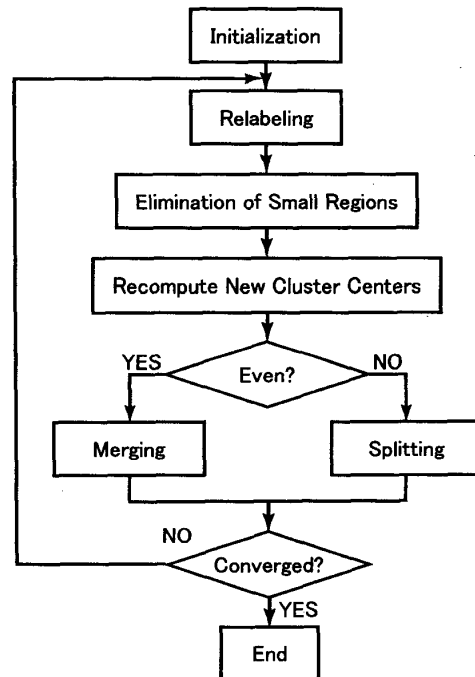 Initialization
Relabeling
Elimination of Small Regions
Recompute New Cluster Centers
YES
Even?
NO
Merging
Splitting
NO
Converged?
YES
End